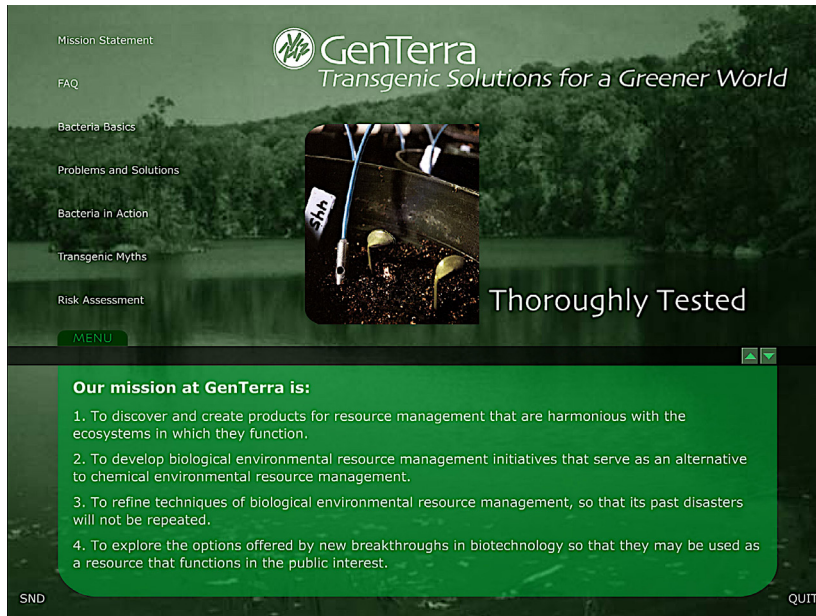 Mission Statement
FAQ
Bacteria Basics
Problems and Solutions
Bacteria in Action
Transgenic Myths
Risk Assessment
MENU
GenTerra
Transgenic Solutions for a Greener World
Shh
Thoroughly Tested
Our mission at GenTerra is:
1. To discover and create products for resource management that are harmonious with the
ecosystems in which they function.
2. To develop biological environmental resource management initiatives that serve as an alternative
to chemical environmental resource management.
3. To refine techniques of biological environmental resource management, so that its past disasters
will not be repeated.
4. To explore the options offered by new breakthroughs in biotechnology so that they may be used as
a resource that functions in the public interest.
SND
QUIT